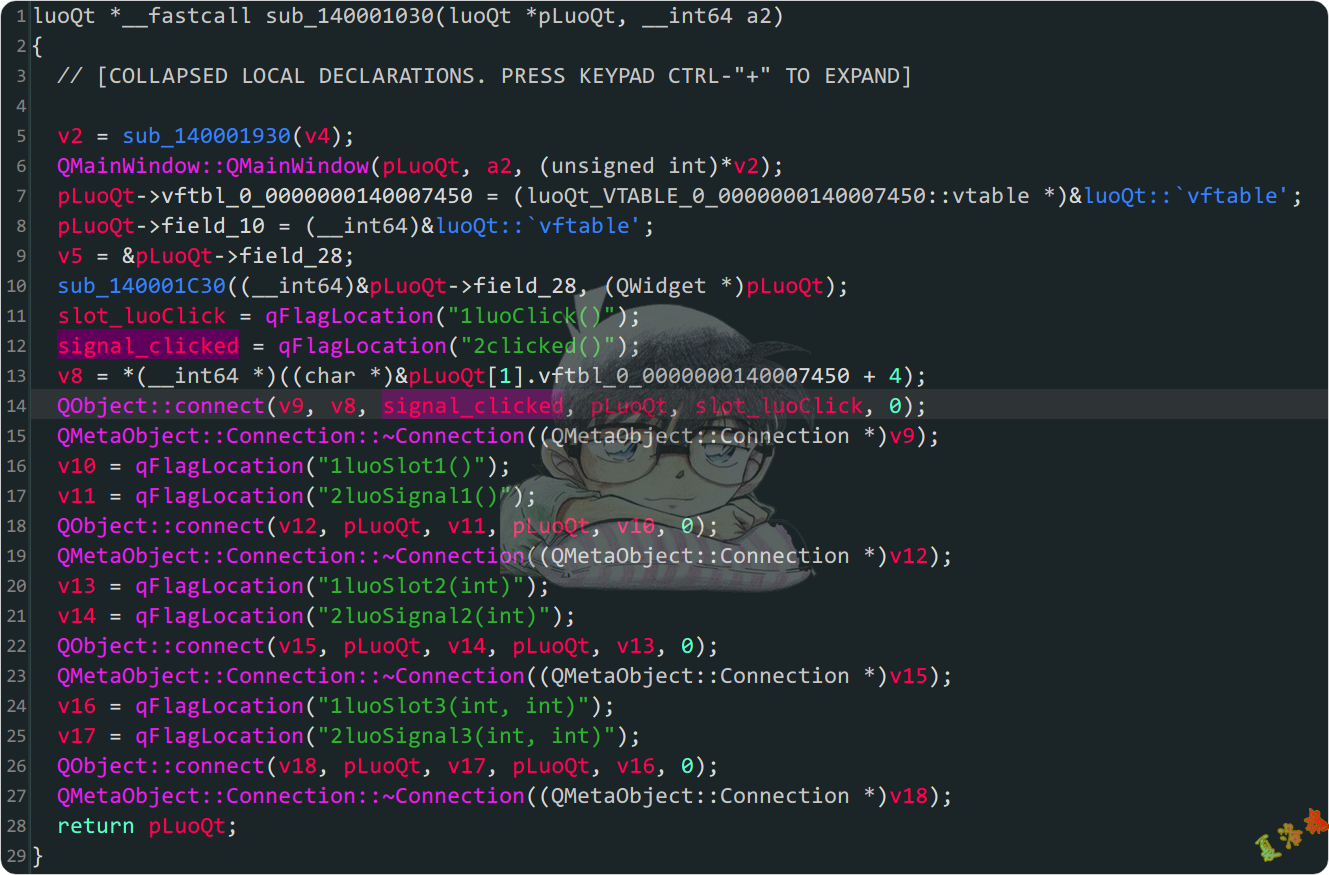 1 luoQt *__fastcall sub_140001030(luoQt *pLuoQt, __int64 a2)
2 {
3 // [COLLAPSED LOCAL DECLARATIONS. PRESS KEYPAD CTRL-"+" TO EXPAND]
4
5 v2 = sub_140001930(v4);
6 QMainWindow::QMainWindow(pLuoQt, a2, (unsigned int)*v2);
7 pLuoQt->vftbl_0_0000000140007450 = (luoQt_VTABLE_0_0000000140007450::vtable *)&luoQt::`vftable';
8 pLuoQt->field_10 = (__int64)&luoQt::`vftable';
9 v5 = &pLuoQt->field_28;
10 sub_140001C30((__int64)&pLuoQt->field_28, (QWidget *)pLuoQt);
11 slot_luoClick = qFlagLocation("1luoClick()");
12 signal_clicked = qFlagLocation("2clicked()");
13 v8 = *(__int64 *)((char *)&pLuoQt[1].vftbl_0_0000000140007450 + 4);
14 QObject::connect(v9, v8, signal_clicked, pLuoQt, slot_luoClick, 0);
15 QMetaObject::Connection::~Connection((QMetaObject::Connection *)v9);
16 v10 = qFlagLocation("1luoSlot1()");
17 v11 = qFlagLocation("2luoSignal1()");
18 QObject::connect(v12, pLuoQt, v11, pLuoQt, v10, 0);
19 QMetaObject::Connection::~Connection((QMetaObject::Connection *)v12);
20 v13 = qFlagLocation("1luoSlot2(int)");
21 v14 = qFlagLocation("2luoSignal2(int)");
22 QObject::connect(v15, pLuoQt, v14, pLuoQt, v13, 0);
23 QMetaObject::Connection::~Connection((QMetaObject::Connection *)v15);
24 v16 = qFlagLocation("1luoSlot3(int, int)");
25 v17 = qFlagLocation("2luoSignal3(int, int)");
26 QObject::connect(v18, pLuoQt, v17, pLuoQt, v16, 0);
27 QMetaObject::Connection::~Connection((QMetaObject::Connection *)v18);
28 return pLuoQt;
29 }